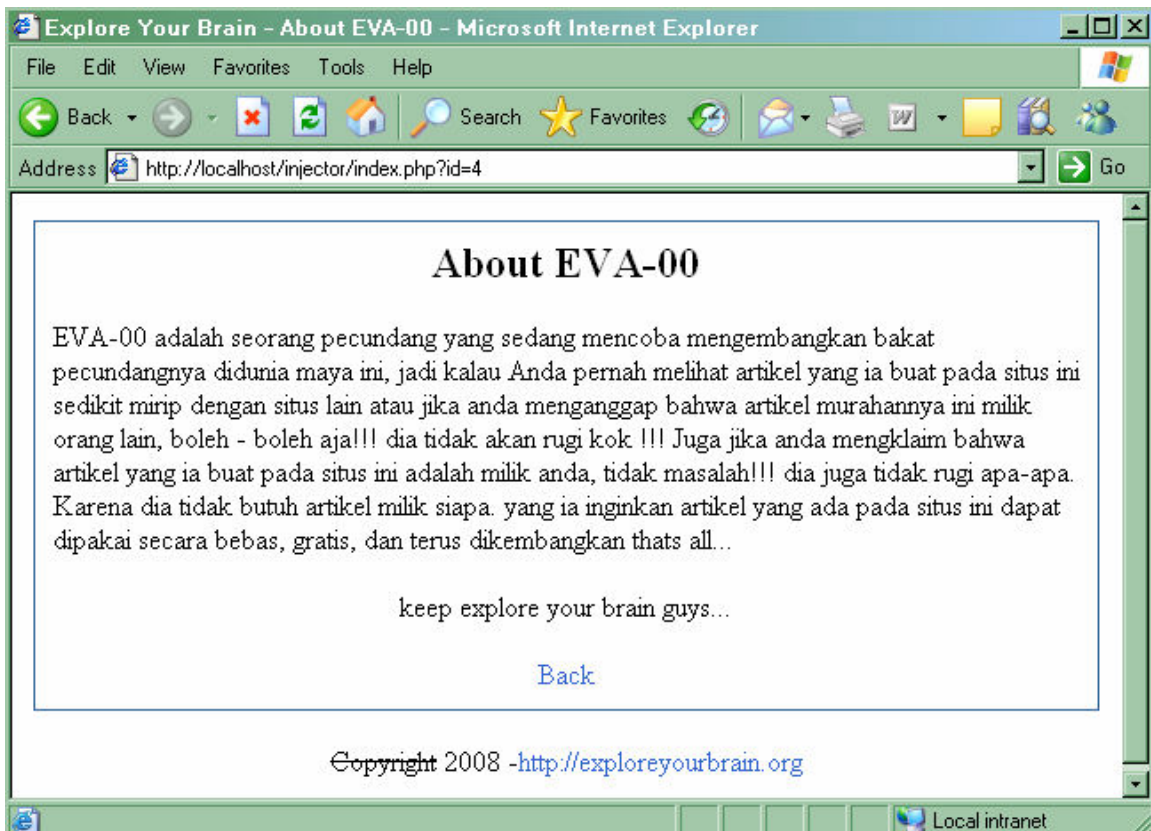 Explore Your Brain - About EVA-00 - Microsoft Internet Explorer
File Edit View Favorites Tools Help
Back Search Favorites
Address http://localhost/injector/index.php?id=4 Go
About EVA-00
EVA-00 adalah seorang pecundang yang sedang mencoba mengembangkan bakat
pecundangnya didunia maya ini, jadi kalau Anda pernah melihat artikel yang ia buat pada situs ini
sedikit mirip dengan situs lain atau jika anda menganggap bahwa artikel murahannya ini milik
orang lain, boleh - boleh aja!!! dia tidak akan rugi kok !!! Juga jika anda mengklaim bahwa
artikel yang ia buat pada situs ini adalah milik anda, tidak masalah!!! dia juga tidak rugi apa-apa.
Karena dia tidak butuh artikel milik siapa. yang ia inginkan artikel yang ada pada situs ini dapat
dipakai secara bebas, gratis, dan terus dikembangkan thats all...
keep explore your brain guys...
Back
Copyright 2008 -http://exploreyourbrain.org
Local intranet